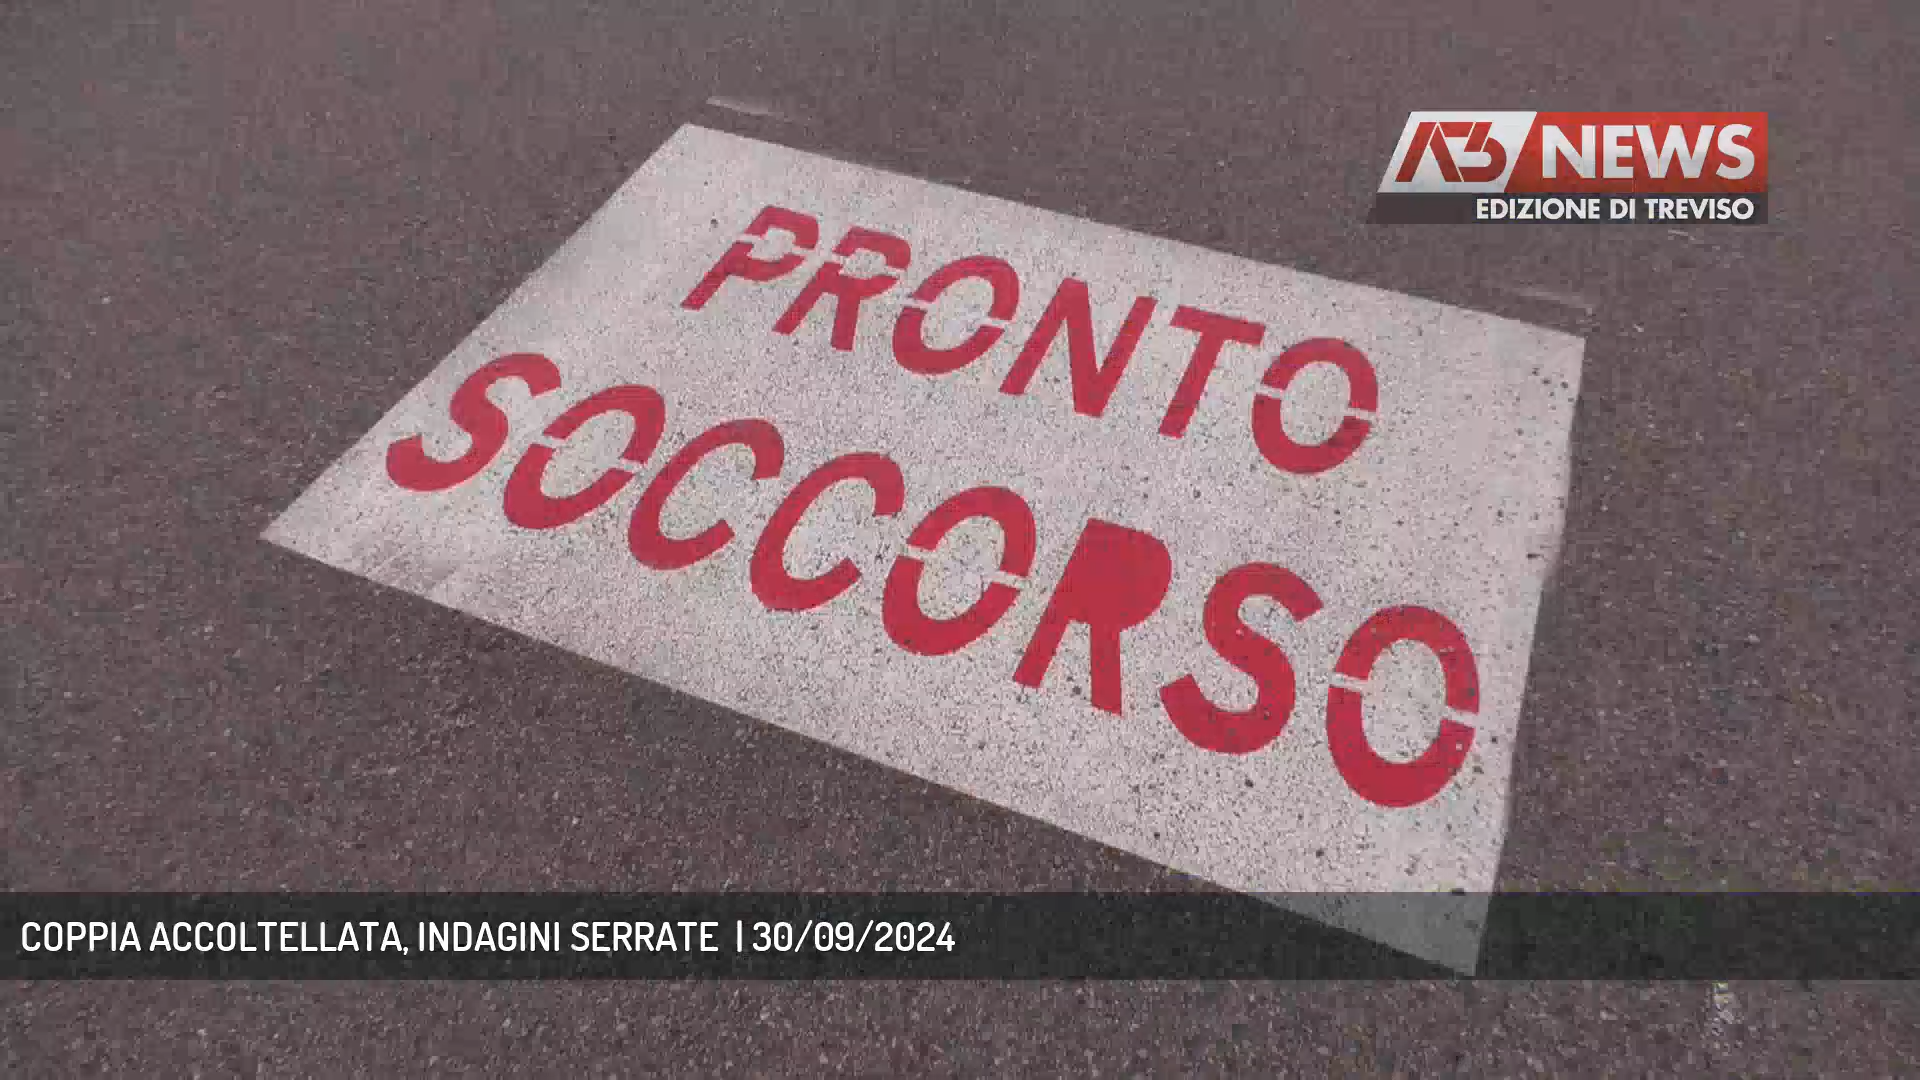 A3 NEWS
EDIZIONE DI TREVISO
PRONTO
SOCCORSO
COPPIA ACCOLTELLATA, INDAGINI SERRATE | 30/09/2024